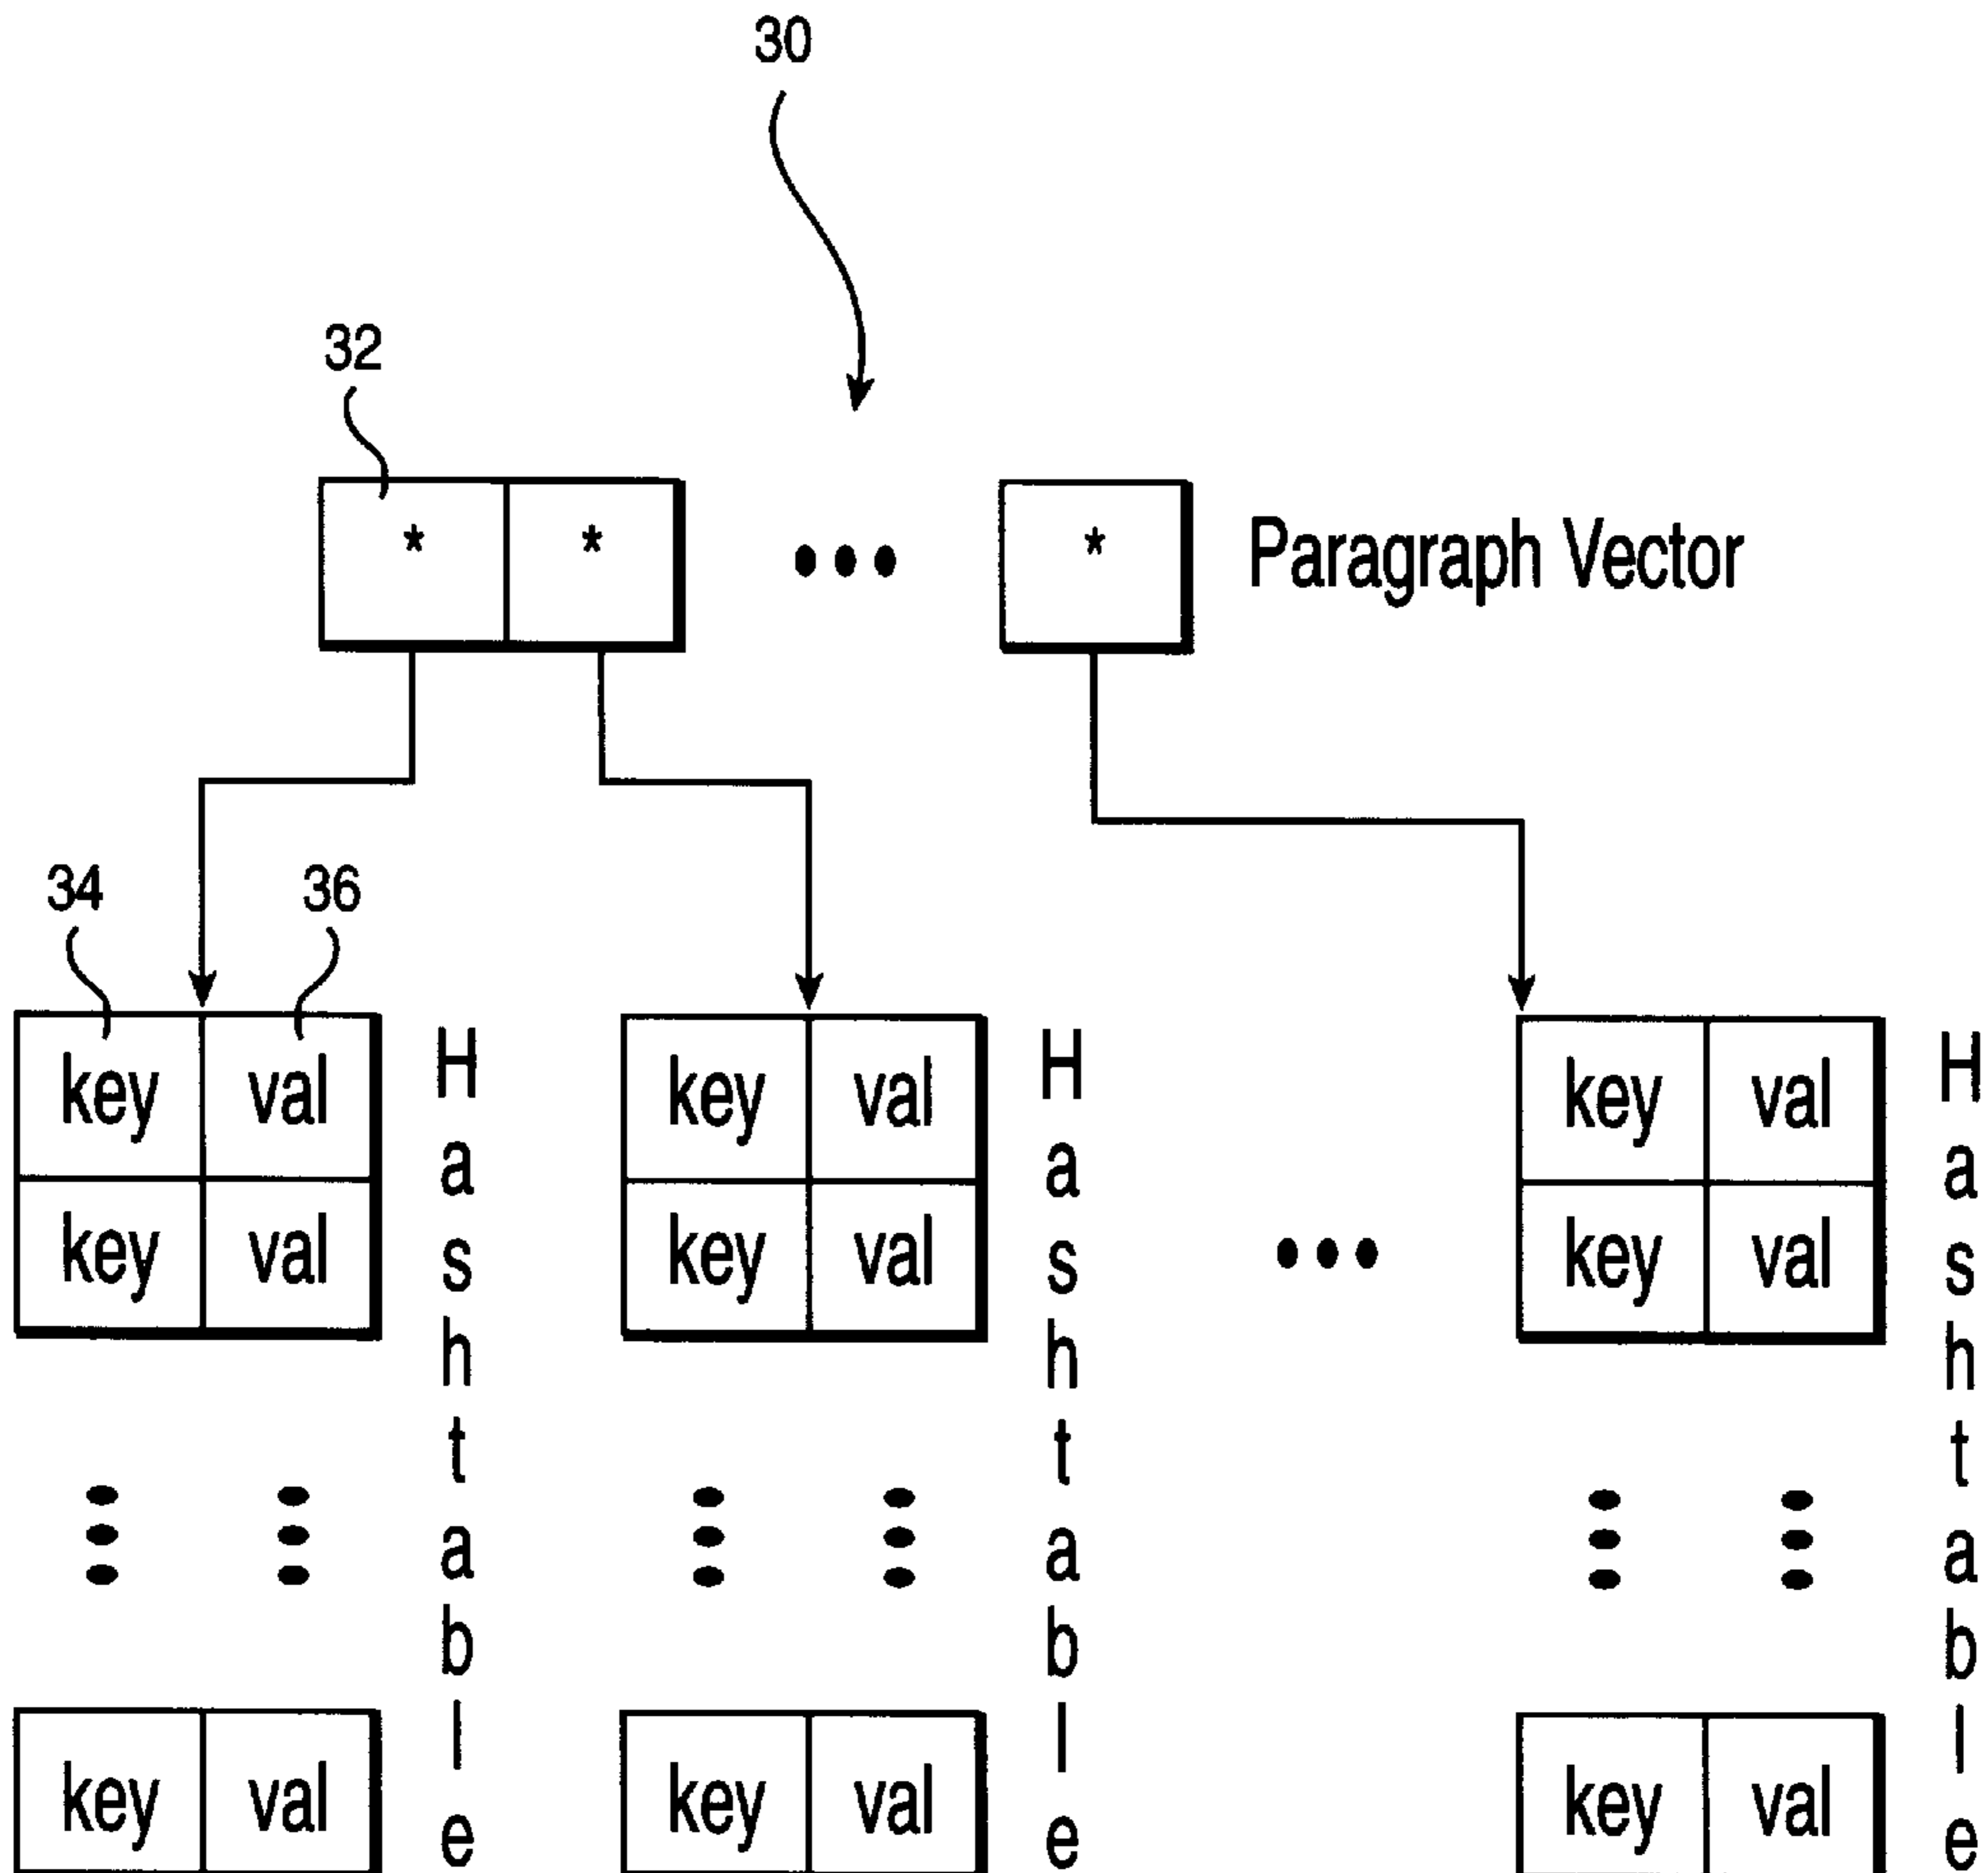 30
32
* * ••• * Paragraph Vector
34 36
key val key val key val
key val key val ••• key val
key val key val key val
Hashtable Hashtable Hashtable